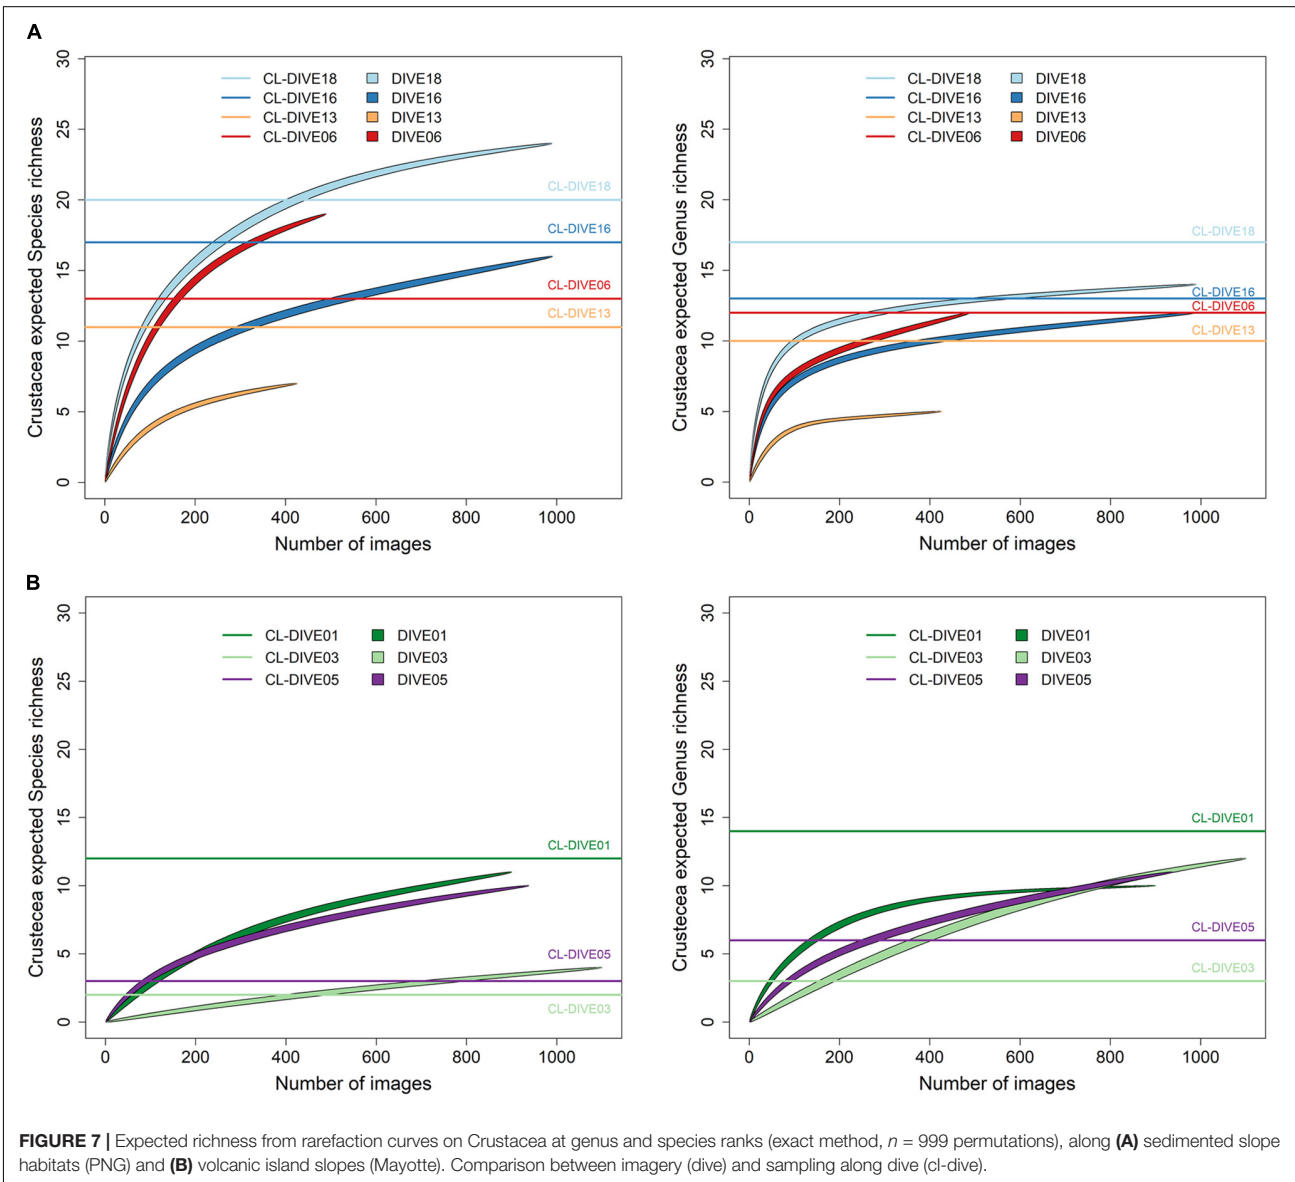 A
30
25
20
15
10
5
0
Crustacea expected Species richness
CL-DIVE18 DIVE18
CL-DIVE16 DIVE16
CL-DIVE13 DIVE13
CL-DIVE06 DIVE06
CL-DIVE18
CL-DIVE16
CL-DIVE06
CL-DIVE13
0 200 400 600 800 1000
Number of images
30
25
20
15
10
5
0
Crustacea expected Genus richness
CL-DIVE18 DIVE18
CL-DIVE16 DIVE16
CL-DIVE13 DIVE13
CL-DIVE06 DIVE06
CL-DIVE18
CL-DIVE16
CL-DIVE06
CL-DIVE13
0 200 400 600 800 1000
Number of images
B
30
25
20
15
10
5
0
Crustecea expected Species richness
CL-DIVE01 DIVE01
CL-DIVE03 DIVE03
CL-DIVE05 DIVE05
CL-DIVE01
CL-DIVE05
CL-DIVE03
0 200 400 600 800 1000
Number of images
30
25
20
15
10
5
0
Crustecea expected Genus richness
CL-DIVE01 DIVE01
CL-DIVE03 DIVE03
CL-DIVE05 DIVE05
CL-DIVE01
CL-DIVE05
CL-DIVE03
0 200 400 600 800 1000
Number of images
FIGURE 7 | Expected richness from rarefaction curves on Crustacea at genus and species ranks (exact method, n = 999 permutations), along (A) sedimented slope
habitats (PNG) and (B) volcanic island slopes (Mayotte). Comparison between imagery (dive) and sampling along dive (cl-dive).